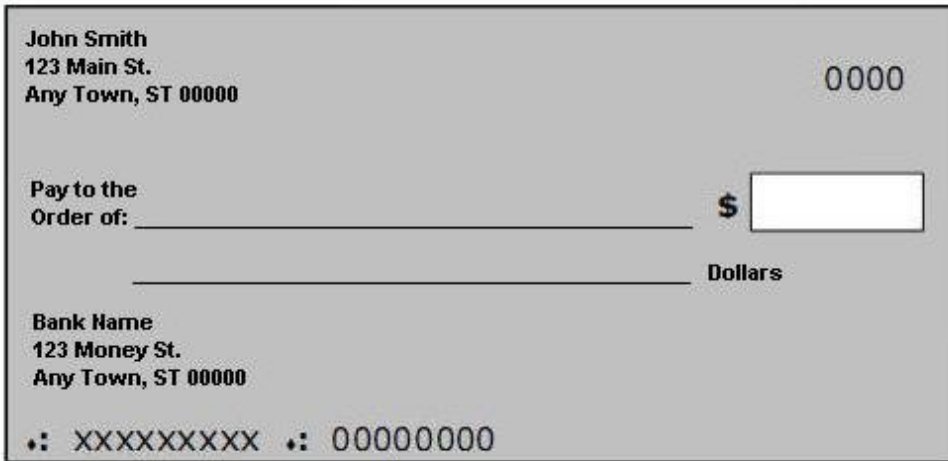 John Smith
123 Main St.
Any Town, ST 00000
0000
Pay to the
Order of:
$
Dollars
Bank Name
123 Money St.
Any Town, ST 00000
⑆ XXXXXXXXX ⑆ 00000000